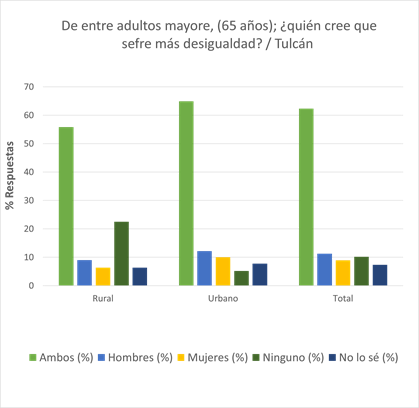 De entre adultos mayore, (65 años); ¿quién cree que
sefre más desigualdad? / Tulcán
% Respuestas
70
60
50
40
30
20
10
0
Rural Urbano Total
Ambos (%) Hombres (%) Mujeres (%) Ninguno (%) No lo sé (%)